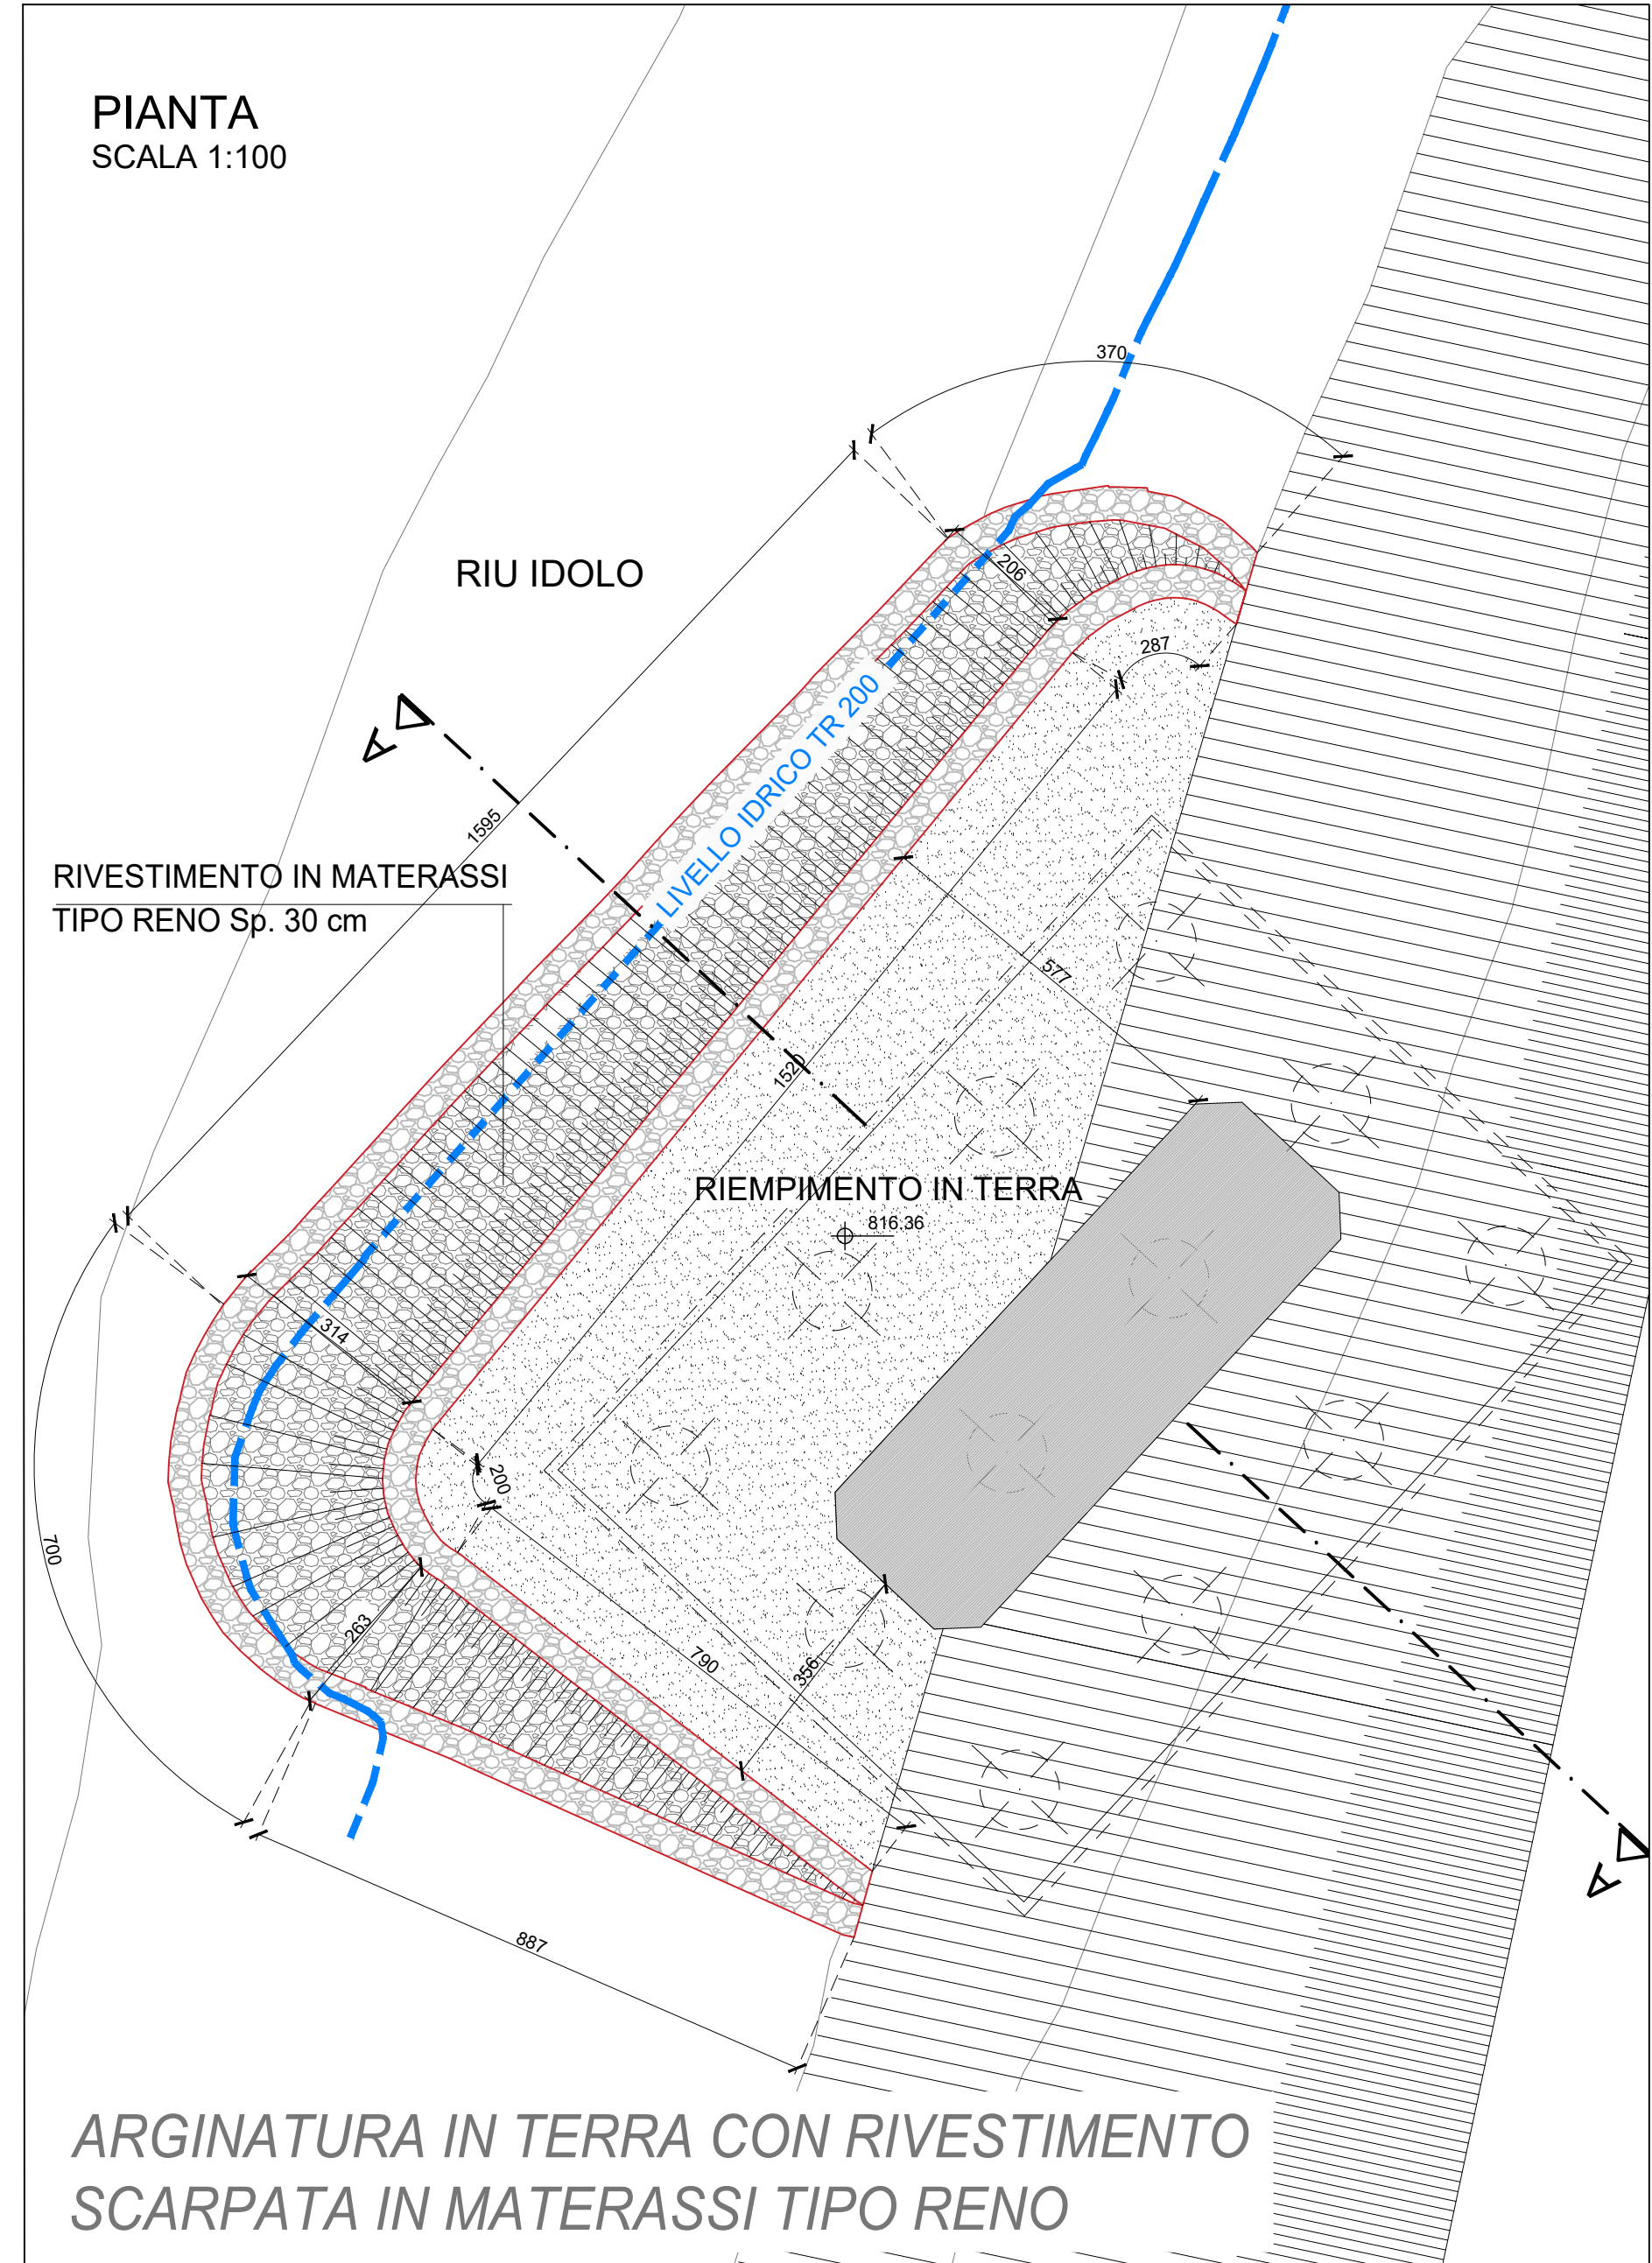 PIANTA
SCALA 1:100
370
RIU IDOLO
206
287
LIVELLO IDRICO TR 200
A
1595
RIVESTIMENTO IN MATERASSI
TIPO RENO Sp. 30 cm
577
1520
RIEMPIMENTO IN TERRA
816.36
314
200
700
263
790
356
A
887
ARGINATURA IN TERRA CON RIVESTIMENTO
SCARPATA IN MATERASSI TIPO RENO